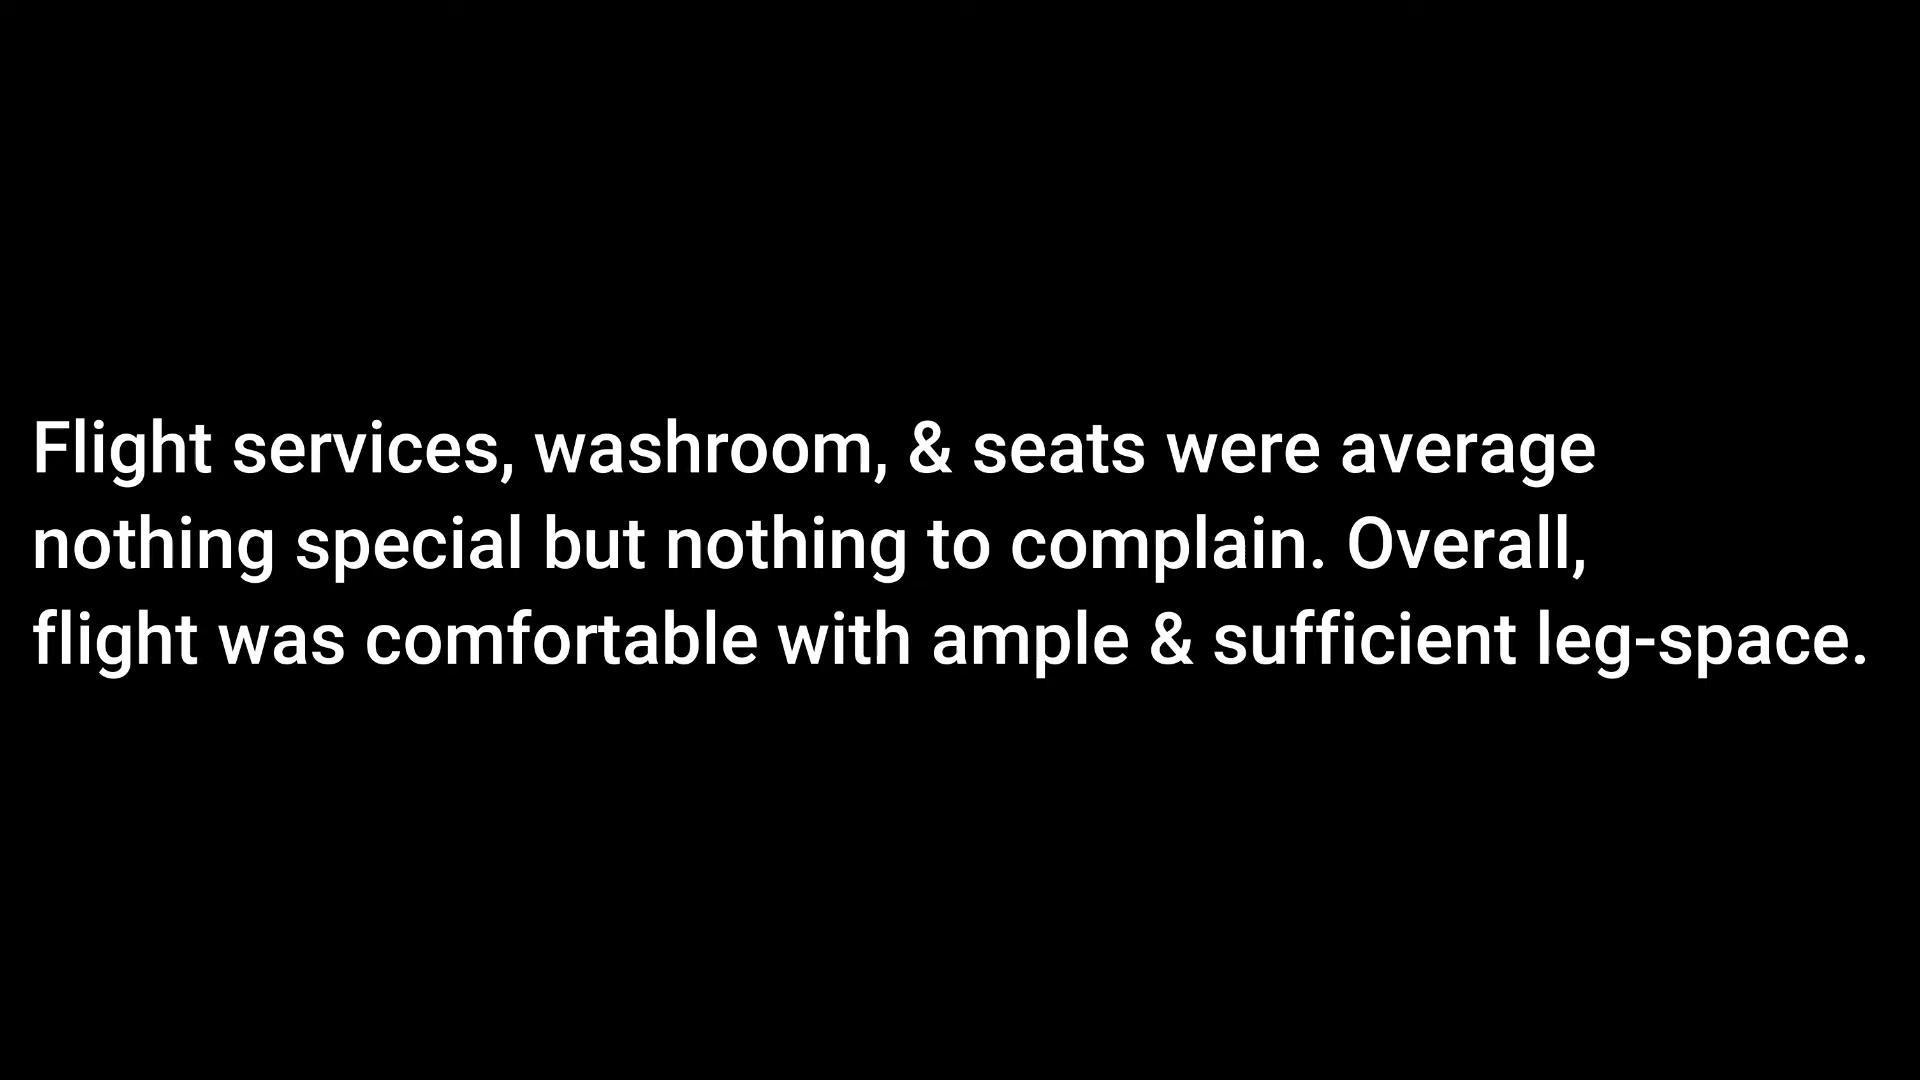 Flight services, washroom, & seats were average
nothing special but nothing to complain. Overall,
flight was comfortable with ample & sufficient leg-space.